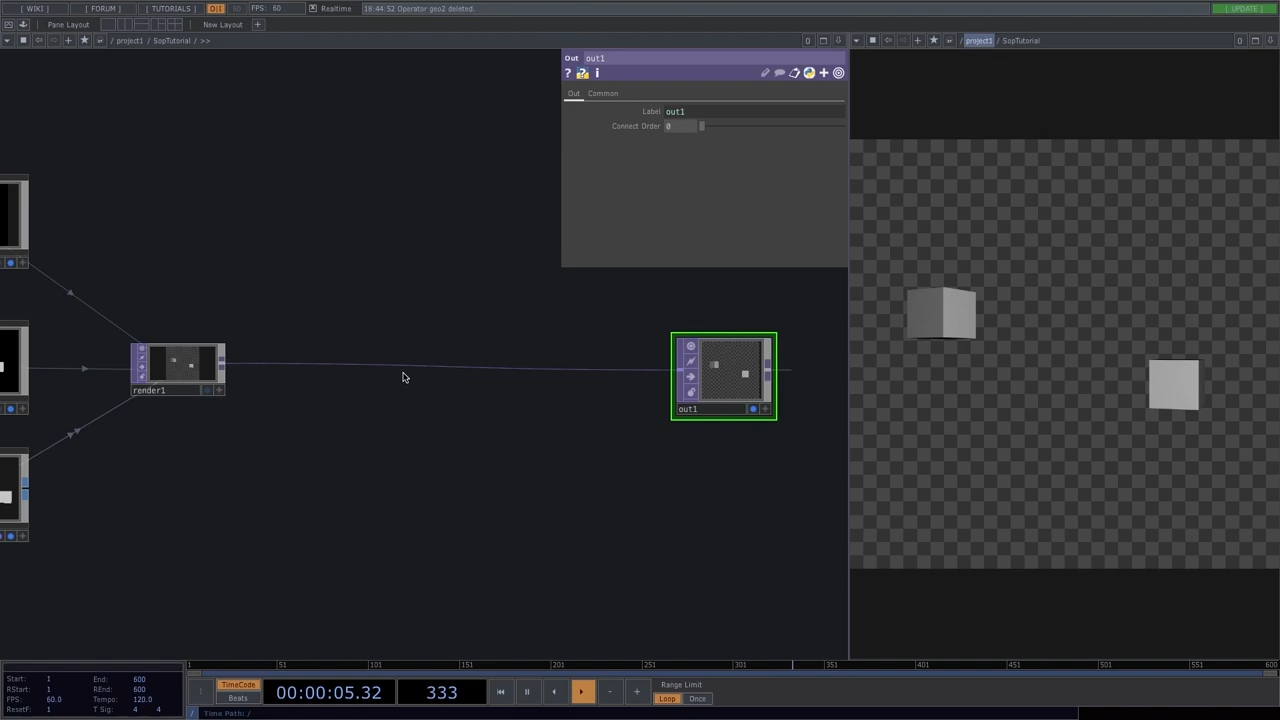 [ WIKI ] [ FORUM ] [ TUTORIALS ] O|I 60 FPS: 60 Realtime 18:44:52 Operator geo2 deleted. [ UPDATE ]
Pane Layout New Layout +
/ project1 / SopTutorial / >> 0
/ project1 / SopTutorial 0
Out out1
? ? i
Out Common
Label out1
Connect Order 0
render1
out1
1 51 101 151 201 251 301 351 401 451 501 551 600
Start: 1 End: 600
RStart: 1 REnd: 600
FPS: 60.0 Tempo: 120.0
ResetF: 1 T Sig: 4 4
TimeCode
Beats
00:00:05.32 333
- +
Range Limit
Loop Once
/ Time Path: /